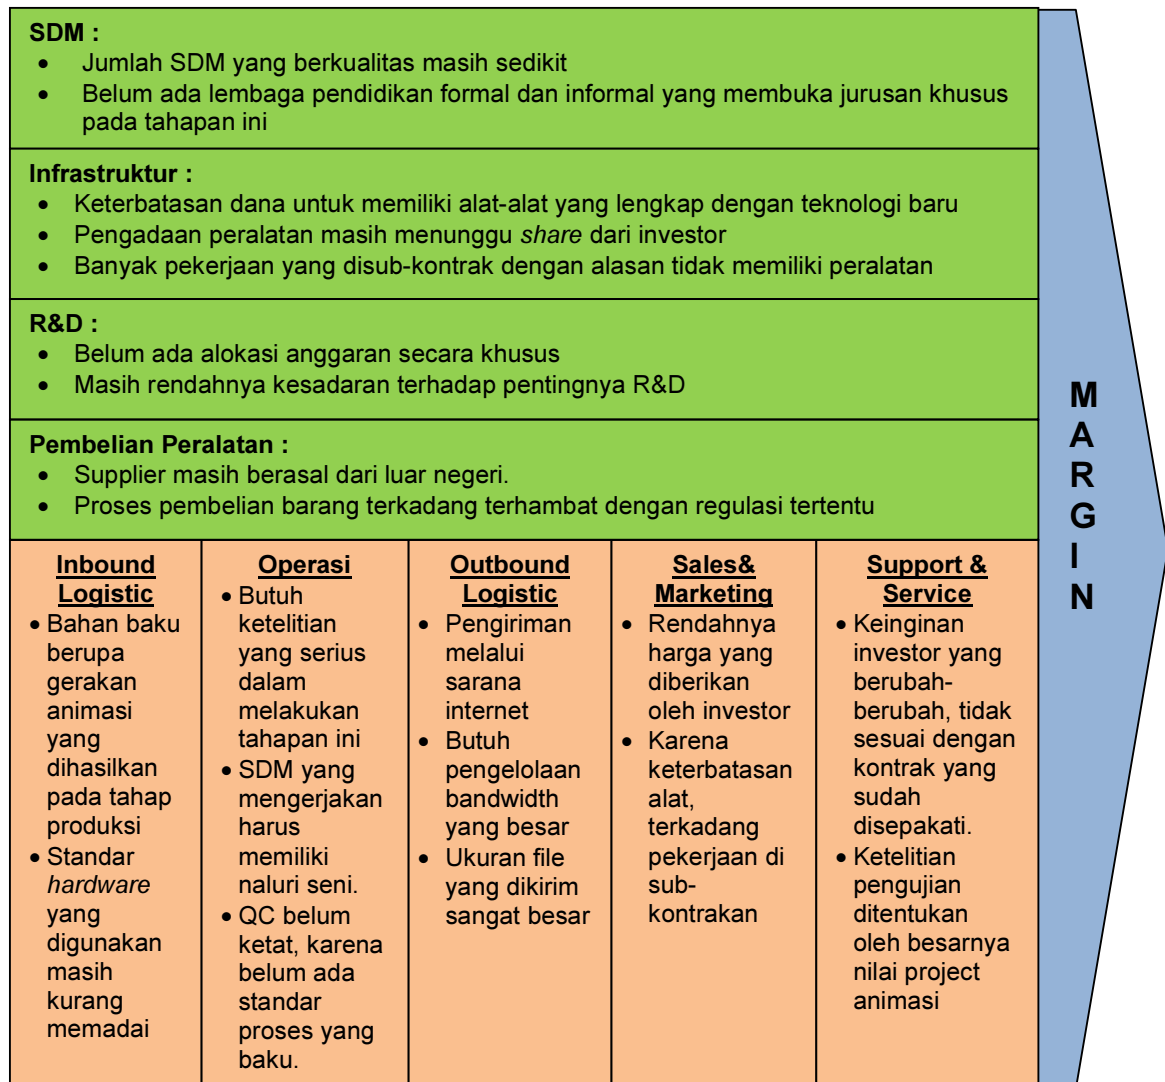 SDM :
• Jumlah SDM yang berkualitas masih sedikit
• Belum ada lembaga pendidikan formal dan informal yang membuka jurusan khusus
pada tahapan ini
Infrastruktur :
• Keterbatasan dana untuk memiliki alat-alat yang lengkap dengan teknologi baru
• Pengadaan peralatan masih menunggu share dari investor
• Banyak pekerjaan yang disub-kontrak dengan alasan tidak memiliki peralatan
R&D :
• Belum ada alokasi anggaran secara khusus
• Masih rendahnya kesadaran terhadap pentingnya R&D
Pembelian Peralatan :
• Supplier masih berasal dari luar negeri.
• Proses pembelian barang terkadang terhambat dengan regulasi tertentu
Inbound
Logistic
• Bahan baku
berupa
gerakan
animasi
yang
dihasilkan
pada tahap
produksi
• Standar
hardware
yang
digunakan
masih
kurang
memadai
Operasi
• Butuh
ketelitian
yang serius
dalam
melakukan
tahapan ini
• SDM yang
mengerjakan
harus
memiliki
naluri seni.
• QC belum
ketat, karena
belum ada
standar
proses yang
baku.
Outbound
Logistic
• Pengiriman
melalui
sarana
internet
• Butuh
pengelolaan
bandwidth
yang besar
• Ukuran file
yang dikirim
sangat besar
Sales&
Marketing
• Rendahnya
harga yang
diberikan
oleh investor
• Karena
keterbatasan
alat,
terkadang
pekerjaan di
sub-
kontrakan
Support &
Service
• Keinginan
investor yang
berubah-
berubah, tidak
sesuai dengan
kontrak yang
sudah
disepakati.
• Ketelitian
pengujian
ditentukan
oleh besarnya
nilai project
animasi
M
A
R
G
I
N